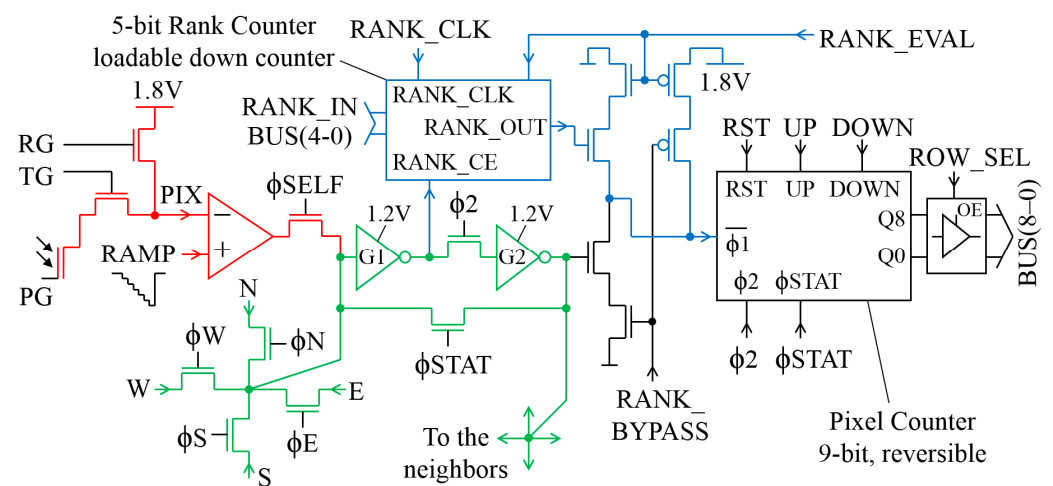 5-bit Rank Counter
loadable down counter
RANK_CLK
RANK_EVAL
1.8V
1.8V
RANK_CLK
RANK_IN
BUS(4-0)
RANK_OUT
RANK_CE
RG
TG
PIX
ϕSELF
1.2V
ϕ2
1.2V
RST UP DOWN
ROW_SEL
RST UP DOWN
OE
Q8
Q0
BUS(8–0)
−
+
RAMP
G1
G2
ϕ1
PG
N
ϕ2 ϕSTAT
ϕW
ϕN
ϕSTAT
ϕ2 ϕSTAT
W
E
RANK_
BYPASS
ϕS
ϕE
S
To the
neighbors
Pixel Counter
9-bit, reversible